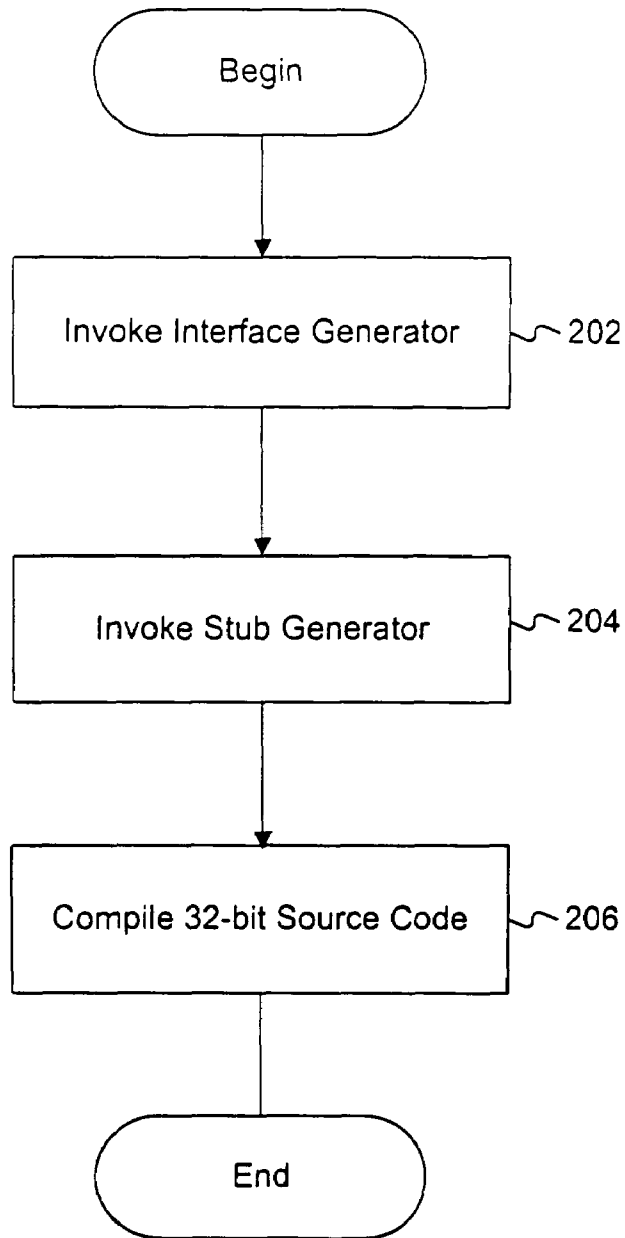 Begin
Invoke Interface Generator
202
Invoke Stub Generator
204
Compile 32-bit Source Code
206
End